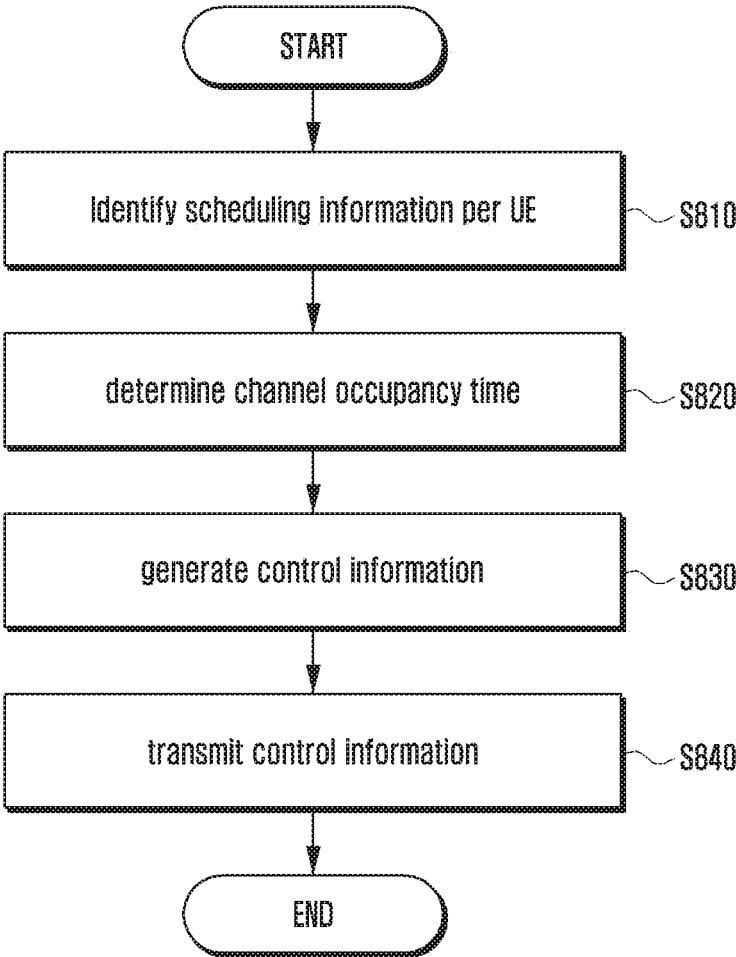 START
Identify scheduling information per UE
S810
determine channel occupancy time
S820
generate control information
S830
transmit control information
S840
END